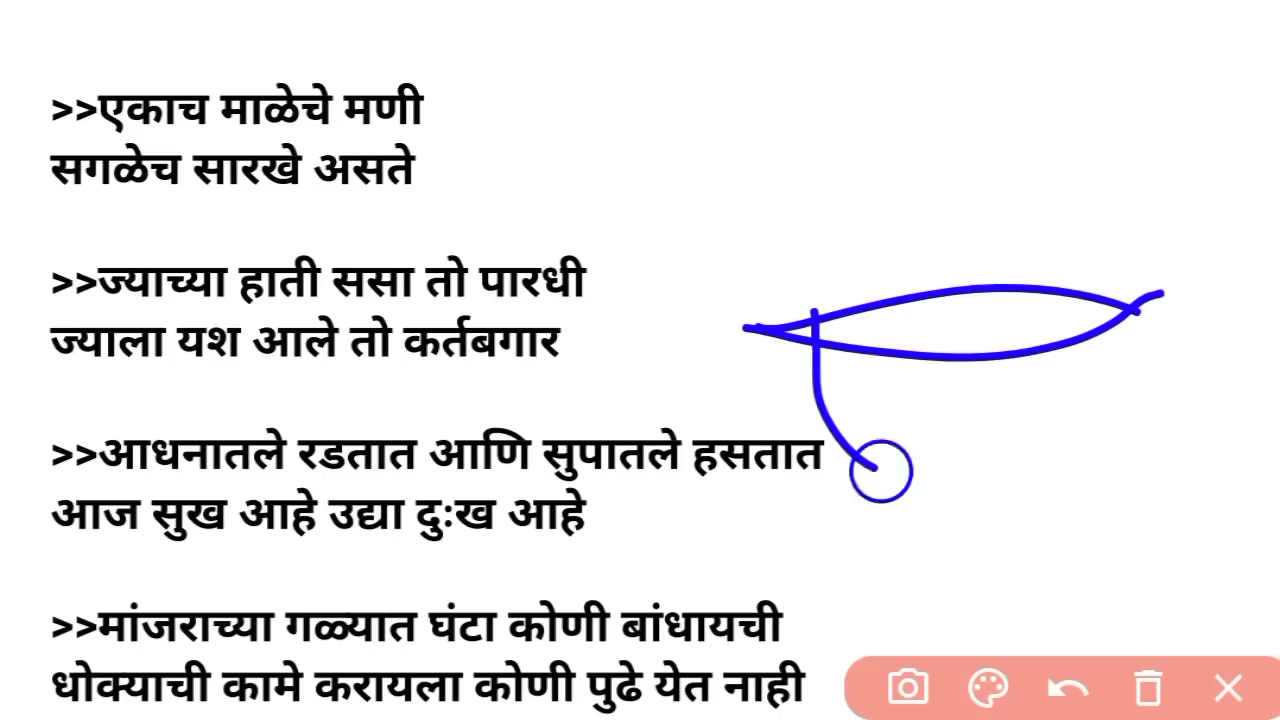 >>एकाच माळेचे मणी
सगळेच सारखे असते
>>ज्याच्या हाती ससा तो पारधी
ज्याला यश आले तो कर्तबगार
>>आधनातले रडतात आणि सुपातले हसतात
आज सुख आहे उद्या दुःख आहे
>>मांजराच्या गळ्यात घंटा कोणी बांधायची
धोक्याची कामे करायला कोणी पुढे येत नाही